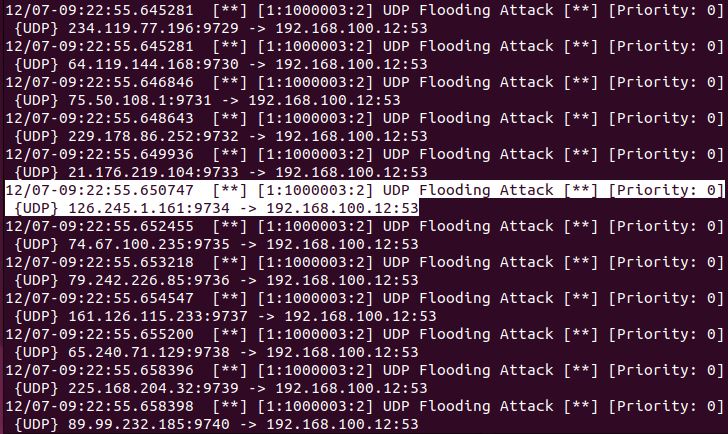 12/07-09:22:55.645281  [**] [1:1000003:2] UDP Flooding Attack [**] [Priority: 0]
{UDP} 234.119.77.196:9729 -> 192.168.100.12:53
12/07-09:22:55.645281  [**] [1:1000003:2] UDP Flooding Attack [**] [Priority: 0]
{UDP} 64.119.144.168:9730 -> 192.168.100.12:53
12/07-09:22:55.646846  [**] [1:1000003:2] UDP Flooding Attack [**] [Priority: 0]
{UDP} 75.50.108.1:9731 -> 192.168.100.12:53
12/07-09:22:55.648643  [**] [1:1000003:2] UDP Flooding Attack [**] [Priority: 0]
{UDP} 229.178.86.252:9732 -> 192.168.100.12:53
12/07-09:22:55.649936  [**] [1:1000003:2] UDP Flooding Attack [**] [Priority: 0]
{UDP} 21.176.219.104:9733 -> 192.168.100.12:53
12/07-09:22:55.650747  [**] [1:1000003:2] UDP Flooding Attack [**] [Priority: 0]
{UDP} 126.245.1.161:9734 -> 192.168.100.12:53
12/07-09:22:55.652455  [**] [1:1000003:2] UDP Flooding Attack [**] [Priority: 0]
{UDP} 74.67.100.235:9735 -> 192.168.100.12:53
12/07-09:22:55.653218  [**] [1:1000003:2] UDP Flooding Attack [**] [Priority: 0]
{UDP} 79.242.226.85:9736 -> 192.168.100.12:53
12/07-09:22:55.654547  [**] [1:1000003:2] UDP Flooding Attack [**] [Priority: 0]
{UDP} 161.126.115.233:9737 -> 192.168.100.12:53
12/07-09:22:55.655200  [**] [1:1000003:2] UDP Flooding Attack [**] [Priority: 0]
{UDP} 65.240.71.129:9738 -> 192.168.100.12:53
12/07-09:22:55.658396  [**] [1:1000003:2] UDP Flooding Attack [**] [Priority: 0]
{UDP} 225.168.204.32:9739 -> 192.168.100.12:53
12/07-09:22:55.658398  [**] [1:1000003:2] UDP Flooding Attack [**] [Priority: 0]
{UDP} 89.99.232.185:9740 -> 192.168.100.12:53